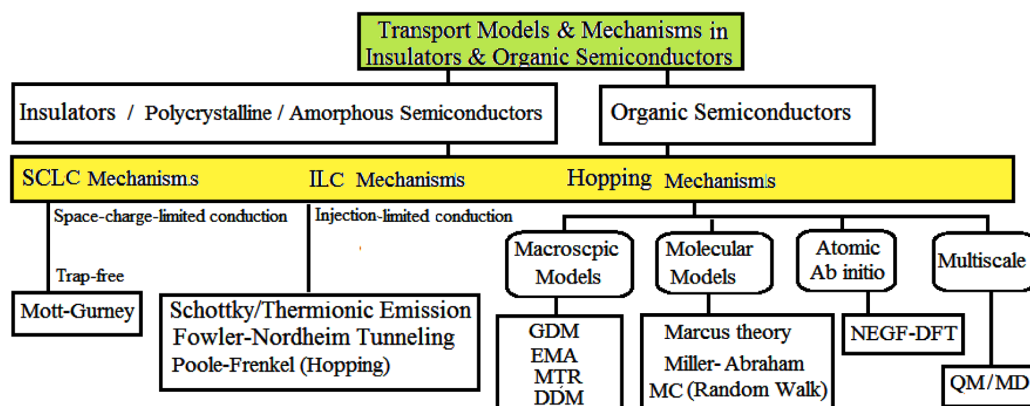 Transport Models & Mechanisms in
Insulators & Organic Semiconductors
Insulators / Polycrystalline / Amorphous Semiconductors
Organic Semiconductors
SCLC Mechanisms
ILC Mechanisms
Hopping Mechanisms
Space-charge-limited conduction
Injection-limited conduction
Trap-free
Mott-Gurney
Schottky/Thermionic Emission
Fowler-Nordheim Tunneling
Poole-Frenkel (Hopping)
Macroscpic
Models
Molecular
Models
Atomic
Ab initio
Multiscale
GDM
EMA
MTR
DDM
Marcus theory
Miller-Abraham
MC (Random Walk)
NEGF-DFT
QM/MD